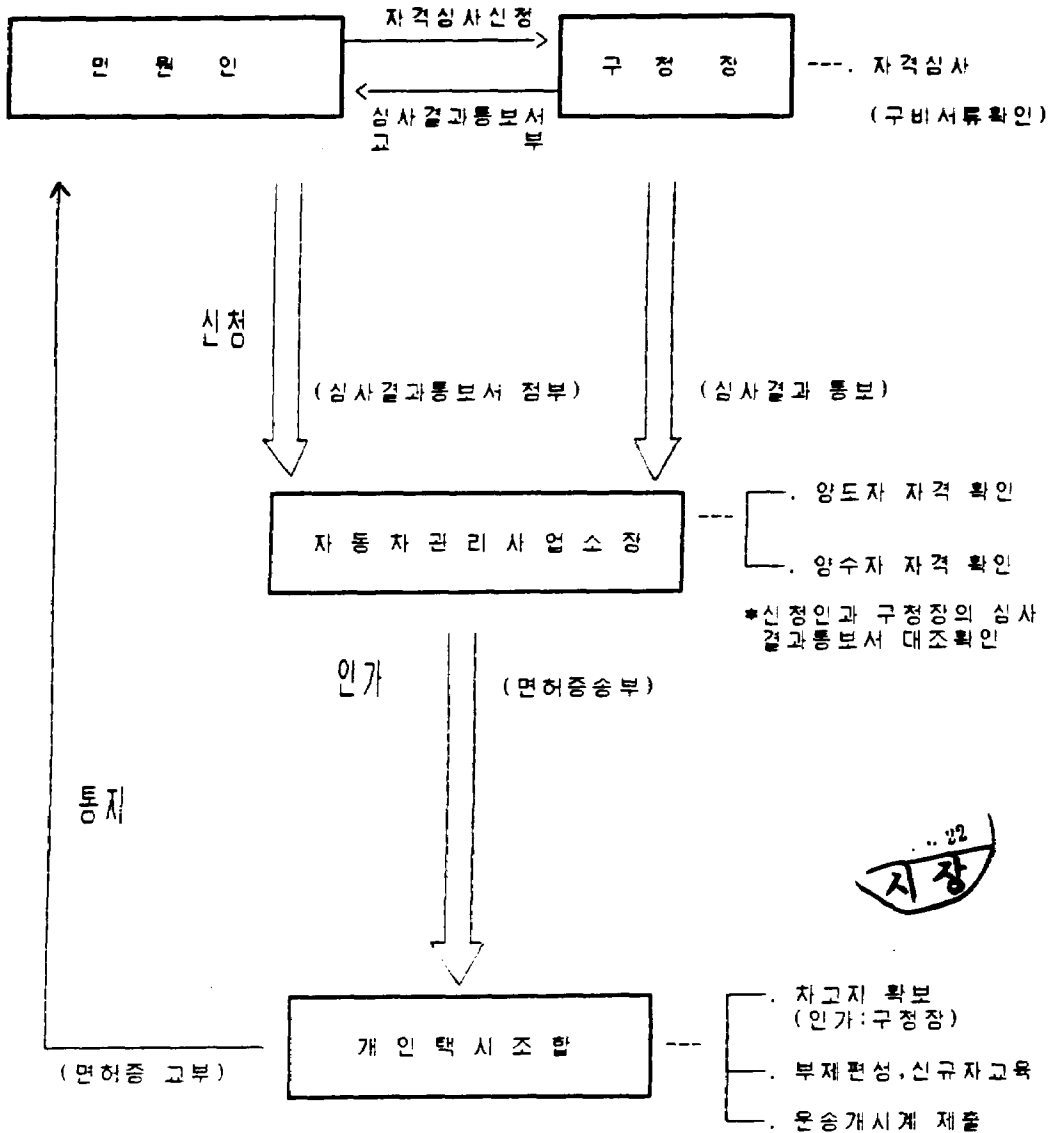 자격심사신청
민 원 인
구 청 장
---. 자격심사
(구비서류확인)
심사결과통보서
교 부
신청
(심사결과통보서 첨부)
(심사결과 통보)
자동차관리사업소장
---
. 양도자 자격 확인
. 양수자 자격 확인
*신청인과 구청장의 심사
결과통보서 대조확인
인가
(면허증송부)
통지
22
지장
개인택시조합
---
. 차고지 확보
(인가:구청장)
. 부제편성,신규자교육
. 운송개시계 제출
(면허증 교부)